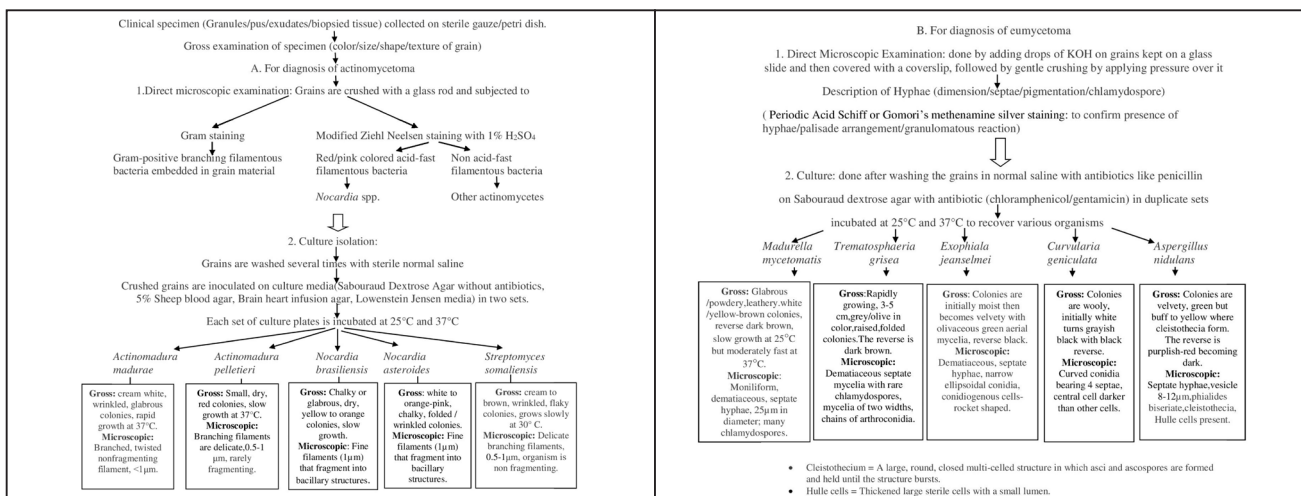 Clinical specimen (Granules/pus/exudates/biopsied tissue) collected on sterile gauze/petri dish.
Gross examination of specimen (color/size/shape/texture of grain)
A. For diagnosis of actinomycetoma
1.Direct microscopic examination: Grains are crushed with a glass rod and subjected to
Gram staining
Modified Ziehl Neelsen staining with 1% H₂SO₄
Gram-positive branching filamentous
bacteria embedded in grain material
Red/pink colored acid-fast
filamentous bacteria
Non acid-fast
filamentous bacteria
Nocardia spp.
Other actinomycetes
2. Culture isolation:
Grains are washed several times with sterile normal saline
Crushed grains are inoculated on culture media(Sabouraud Dextrose Agar without antibiotics,
5% Sheep blood agar, Brain heart infusion agar, Lowenstein Jensen media) in two sets.
Each set of culture plates is incubated at 25°C and 37°C
Actinomadura
madurae
Actinomadura
pelletieri
Nocardia
brasiliensis
Nocardia
asteroides
Streptomyces
somaliensis
Gross: cream white,
wrinkled, glabrous
colonies, rapid
growth at 37°C.
Microscopic:
Branched, twisted
nonfragmenting
filament, <1μm.
Gross: Small, dry,
red colonies, slow
growth at 37°C.
Microscopic:
Branching filaments
are delicate,0.5-1
μm, rarely
fragmenting.
Gross: Chalky or
glabrous, dry,
yellow to orange
colonies, slow
growth.
Microscopic: Fine
filaments (1μm)
that fragment into
bacillary structures.
Gross: white to
orange-pink,
chalky, folded /
wrinkled colonies.
Microscopic: Fine
filaments (1μm)
that fragment into
bacillary
structures.
Gross: cream to
brown, wrinkled, flaky
colonies, grows slowly
at 30° C.
Microscopic: Delicate
branching filaments,
0.5-1μm, organism is
non fragmenting.
B. For diagnosis of eumycetoma
1. Direct Microscopic Examination: done by adding drops of KOH on grains kept on a glass
slide and then covered with a coverslip, followed by gentle crushing by applying pressure over it
Description of Hyphae (dimension/septae/pigmentation/chlamydospore)
( Periodic Acid Schiff or Gomori's methenamine silver staining: to confirm presence of
hyphae/palisade arrangement/granulomatous reaction)
2. Culture: done after washing the grains in normal saline with antibiotics like penicillin
on Sabouraud dextrose agar with antibiotic (chloramphenicol/gentamicin) in duplicate sets
incubated at 25°C and 37°C to recover various organisms
Madurella
mycetomatis
Trematosphaeria
grisea
Exophiala
jeanselmei
Curvularia
geniculata
Aspergillus
nidulans
Gross: Glabrous
/powdery,leathery,white
/yellow-brown colonies,
reverse dark brown,
slow growth at 25°C
but moderately fast at
37°C.
Microscopic:
Moniliform,
dematiaceous, septate
hyphae, 25μm in
diameter; many
chlamydospores.
Gross:Rapidly
growing, 3-5
cm,grey/olive in
color,raised,folded
colonies.The reverse is
dark brown.
Microscopic:
Dematiaceous septate
mycelia with rare
chlamydospores,
mycelia of two widths,
chains of arthroconidia.
Gross: Colonies are
initially moist then
becomes velvety with
olivaceous green aerial
mycelia, reverse black.
Microscopic:
Dematiaceous, septate
hyphae, narrow
ellipsoidal conidia,
conidiogenous cells-
rocket shaped.
Gross: Colonies
are wooly,
initially white
turns grayish
black with black
reverse.
Microscopic:
Curved conidia
bearing 4 septae,
central cell darker
than other cells.
Gross: Colonies are
velvety, green but
buff to yellow where
cleistothecia form.
The reverse is
purplish-red becoming
dark.
Microscopic:
Septate hyphae,vesicle
8-12μm,phialides
biseriate,cleistothecia,
Hulle cells present.
• Cleistothecium = A large, round, closed multi-celled structure in which asci and ascospores are formed
and held until the structure bursts.
• Hulle cells = Thickened large sterile cells with a small lumen.